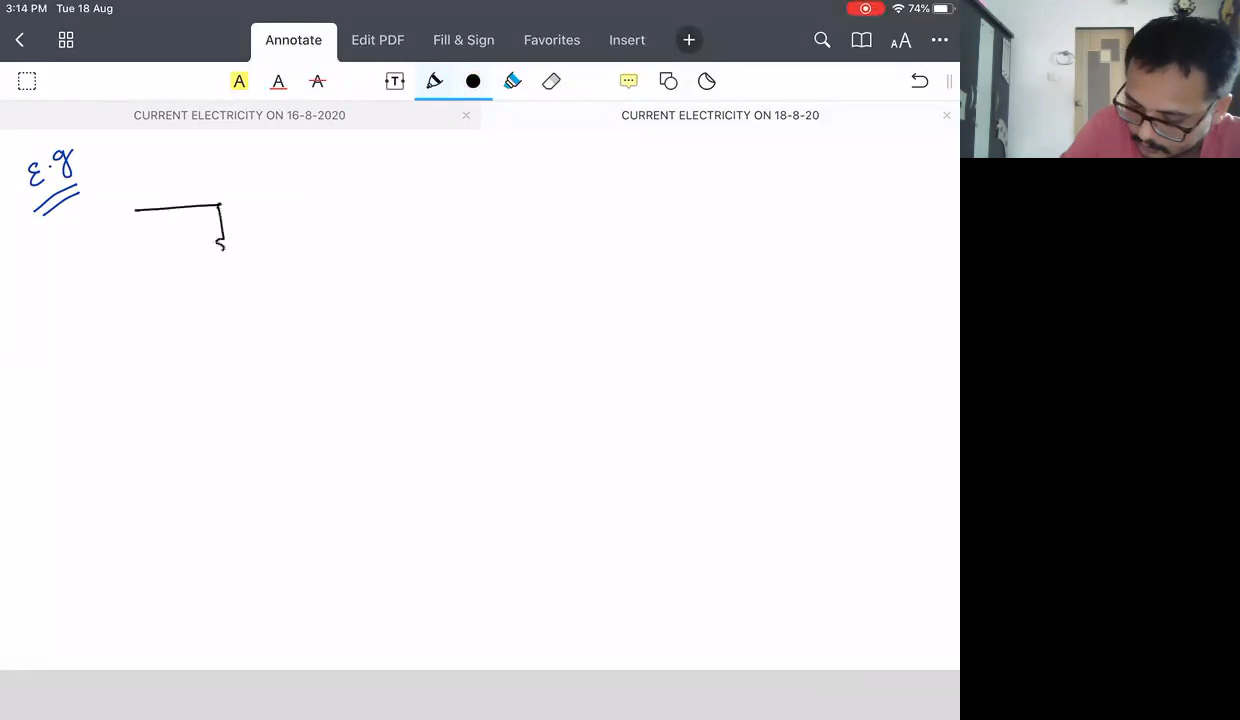 3:14 PM Tue 18 Aug 74%
Annotate Edit PDF Fill & Sign Favorites Insert
CURRENT ELECTRICITY ON 16-8-2020 CURRENT ELECTRICITY ON 18-8-20
E.g